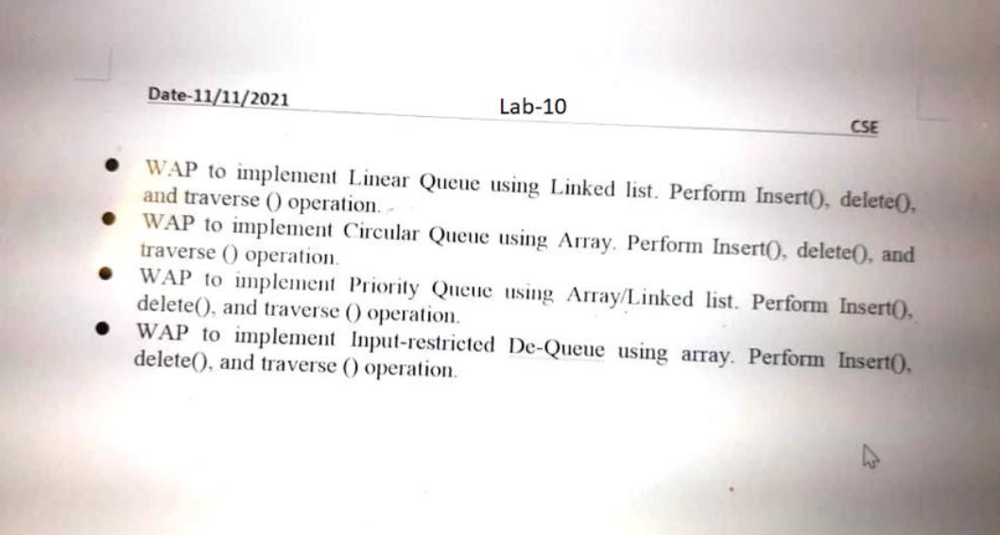 Date-11/11/2021 Lab-10 CSE
• WAP to implement Linear Queue using Linked list. Perform Insert(), delete(),
and traverse () operation.
• WAP to implement Circular Queue using Array. Perform Insert(), delete(), and
traverse () operation.
• WAP to implement Priority Queue using Array/Linked list. Perform Insert(),
delete(), and traverse () operation.
• WAP to implement Input-restricted De-Queue using array. Perform Insert(),
delete(), and traverse () operation.